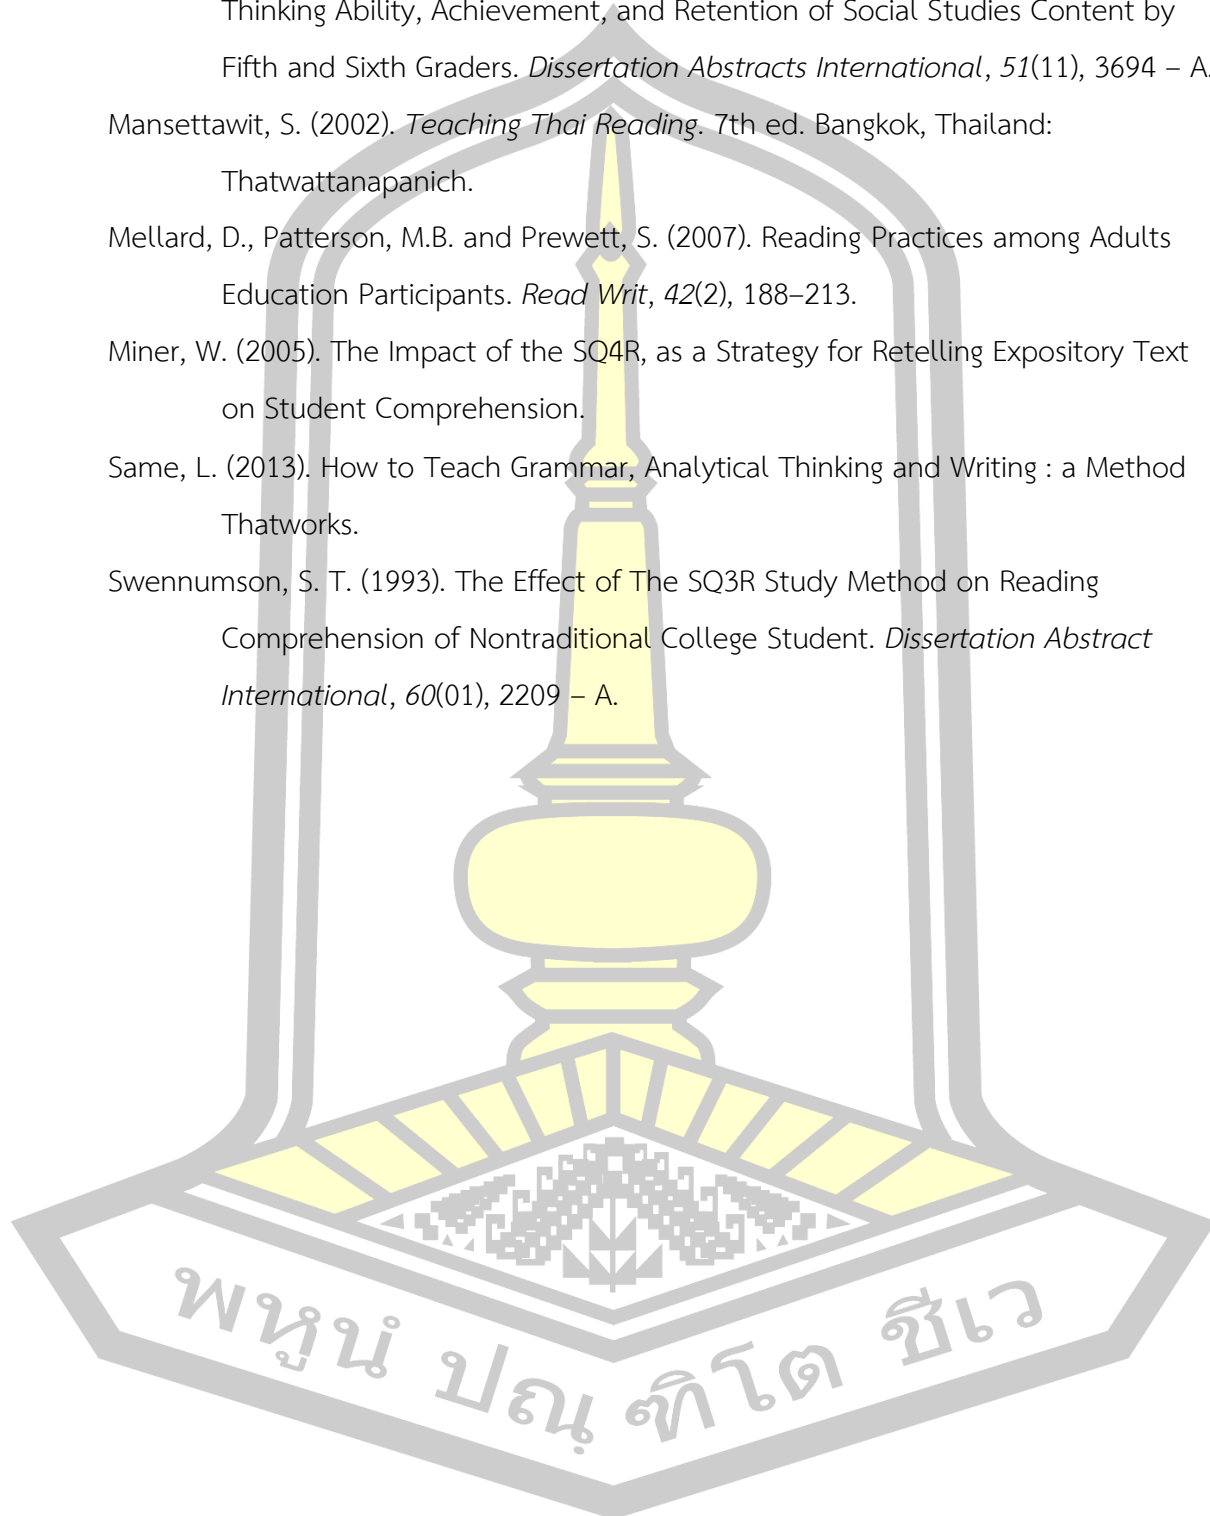 Thinking Ability, Achievement, and Retention of Social Studies Content by
Fifth and Sixth Graders. Dissertation Abstracts International, 51(11), 3694 – A.
Mansettawit, S. (2002). Teaching Thai Reading. 7th ed. Bangkok, Thailand:
Thatwattanapanich.
Mellard, D., Patterson, M.B. and Prewett, S. (2007). Reading Practices among Adults
Education Participants. Read Writ, 42(2), 188–213.
Miner, W. (2005). The Impact of the SQ4R, as a Strategy for Retelling Expository Text
on Student Comprehension.
Same, L. (2013). How to Teach Grammar, Analytical Thinking and Writing : a Method
Thatworks.
Swennumson, S. T. (1993). The Effect of The SQ3R Study Method on Reading
Comprehension of Nontraditional College Student. Dissertation Abstract
International, 60(01), 2209 – A.
พหูนํ ปณฺฑิโต ชีเว